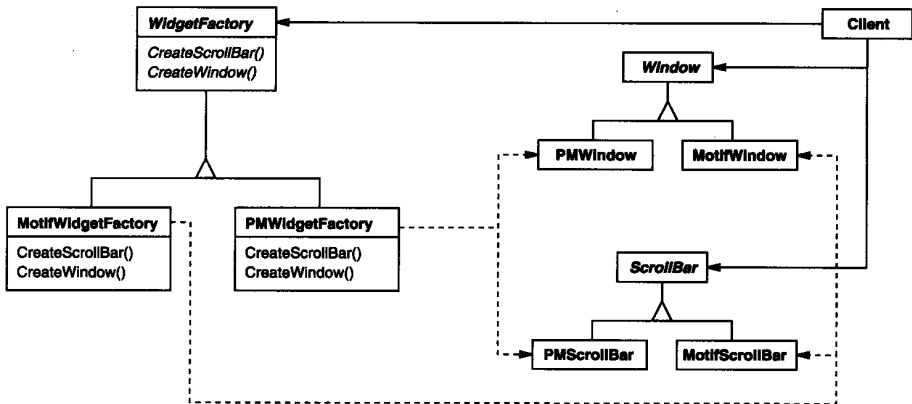 WidgetFactory
CreateScrollBar()
CreateWindow()
Client
Window
PMWindow
MotifWindow
MotifWidgetFactory
CreateScrollBar()
CreateWindow()
PMWidgetFactory
CreateScrollBar()
CreateWindow()
ScrollBar
PMScrollBar
MotifScrollBar